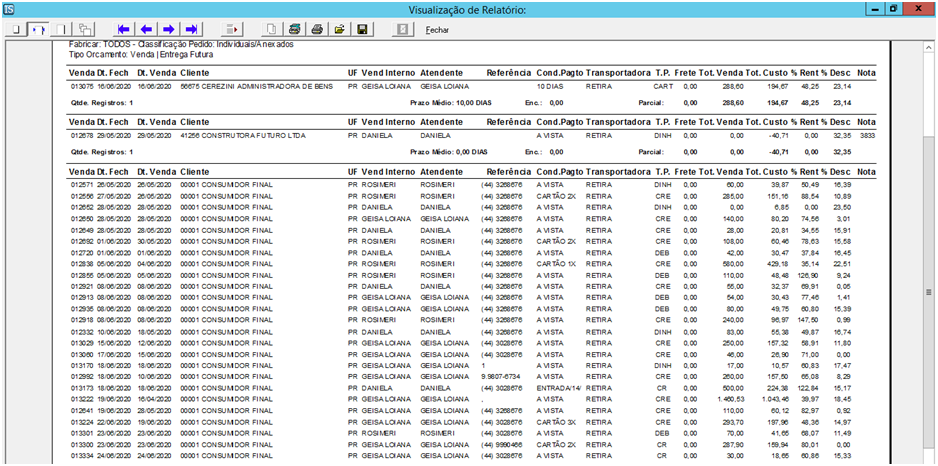 Visualização de Relatório:
Fechar
Fabricar: TODOS - Classificação Pedido: Individuais/Anexados
Tipo Orcamento: Venda | Entrega Futura
Venda Dt. Fech Dt. Venda Cliente UF Vend Interno Atendente Referência Cond.Pagto Transportadora T.P. Frete Tot. Venda Tot. Custo % Rent % Desc Nota
013075 16/06/2020 16/06/2020 56675 CEREZINI ADMINISTRADORA DE BENS PR GEISA LOIANA GEISA LOIANA 10 DIAS RETIRA CART 0,00 288,60 194,67 48,25 23,14
Qtde. Registros: 1 Prazo Médio: 10,00 DIAS Enc.: 0,00 Parcial: 0,00 288,60 194,67 48,25 23,14
Venda Dt. Fech Dt. Venda Cliente UF Vend Interno Atendente Referência Cond.Pagto Transportadora T.P. Frete Tot. Venda Tot. Custo % Rent % Desc Nota
012678 29/05/2020 29/05/2020 41256 CONSTRUTORA FUTURO LTDA PR DANIELA DANIELA A VISTA RETIRA DINH 0,00 0,00 -40,71 0,00 32,35 3833
Qtde. Registros: 1 Prazo Médio: 0,00 DIAS Enc.: 0,00 Parcial: 0,00 0,00 -40,71 0,00 32,35
Venda Dt. Fech Dt. Venda Cliente UF Vend Interno Atendente Referência Cond.Pagto Transportadora T.P. Frete Tot. Venda Tot. Custo % Rent % Desc Nota
012571 26/05/2020 26/05/2020 00001 CONSUMIDOR FINAL PR ROSIMERI ROSIMERI (44) 3268676 A VISTA RETIRA DINH 0,00 60,00 39,87 50,49 16,39
012556 27/05/2020 26/05/2020 00001 CONSUMIDOR FINAL PR ROSIMERI ROSIMERI (44) 3268676 CARTÃO 2X RETIRA CRE 0,00 285,00 151,16 88,54 10,89
012652 28/05/2020 28/05/2020 00001 CONSUMIDOR FINAL PR DANIELA DANIELA (44) 3268676 A VISTA RETIRA DINH 0,00 0,00 6,85 0,00 23,50
012650 28/05/2020 28/05/2020 00001 CONSUMIDOR FINAL PR GEISA LOIANA GEISA LOIANA (44) 3268676 A VISTA RETIRA CRE 0,00 140,00 80,20 74,56 3,01
012649 28/05/2020 28/05/2020 00001 CONSUMIDOR FINAL PR DANIELA DANIELA (44) 3268676 A VISTA RETIRA CRE 0,00 28,00 20,81 34,55 15,91
012692 01/06/2020 30/05/2020 00001 CONSUMIDOR FINAL PR ROSIMERI ROSIMERI (44) 3268676 CARTÃO 2X RETIRA CRE 0,00 108,00 60,46 78,63 15,58
012720 01/06/2020 01/06/2020 00001 CONSUMIDOR FINAL PR DANIELA DANIELA (44) 3268676 A VISTA RETIRA DEB 0,00 42,00 30,47 37,84 16,45
012838 05/06/2020 04/06/2020 00001 CONSUMIDOR FINAL PR ROSIMERI ROSIMERI (44) 3268676 CARTÃO 1X RETIRA CRE 0,00 580,00 429,18 35,14 22,51
012855 05/06/2020 05/06/2020 00001 CONSUMIDOR FINAL PR ROSIMERI ROSIMERI (44) 3268676 A VISTA RETIRA DEB 0,00 110,00 48,48 126,90 9,24
012921 08/06/2020 08/06/2020 00001 CONSUMIDOR FINAL PR DANIELA DANIELA (44) 3268676 A VISTA RETIRA CRE 0,00 55,00 32,37 69,91 0,05
012913 08/06/2020 08/06/2020 00001 CONSUMIDOR FINAL PR GEISA LOIANA GEISA LOIANA (44) 3268676 A VISTA RETIRA DEB 0,00 54,00 30,43 77,46 1,41
012935 08/06/2020 08/06/2020 00001 CONSUMIDOR FINAL PR GEISA LOIANA GEISA LOIANA (44) 3268676 A VISTA RETIRA DEB 0,00 80,00 49,75 60,80 15,39
012918 08/06/2020 08/06/2020 00001 CONSUMIDOR FINAL PR ROSIMERI ROSIMERI (44) 3268676 A VISTA RETIRA CRE 0,00 240,00 96,97 147,50 0,99
012332 10/06/2020 18/05/2020 00001 CONSUMIDOR FINAL PR DANIELA DANIELA (44) 3268676 A VISTA RETIRA DINH 0,00 83,00 55,38 49,87 16,74
013029 15/06/2020 12/06/2020 00001 CONSUMIDOR FINAL PR GEISA LOIANA GEISA LOIANA (44) 3028676 A VISTA RETIRA CRE 0,00 250,00 157,32 58,91 11,80
013060 17/06/2020 15/06/2020 00001 CONSUMIDOR FINAL PR GEISA LOIANA GEISA LOIANA (44) 3028676 A VISTA RETIRA CRE 0,00 46,00 26,90 71,00 0,00
013170 18/06/2020 18/06/2020 00001 CONSUMIDOR FINAL PR GEISA LOIANA GEISA LOIANA 1 A VISTA RETIRA DINH 0,00 17,00 10,57 60,83 17,47
012992 18/06/2020 10/06/2020 00001 CONSUMIDOR FINAL PR GEISA LOIANA GEISA LOIANA 9.9807-6734 A VISTA RETIRA CRE 0,00 260,00 157,50 65,08 8,29
013173 18/06/2020 18/06/2020 00001 CONSUMIDOR FINAL PR DANIELA DANIELA (44) 3028676 ENTRADA/14/ RETIRA CR 0,00 500,00 224,38 122,84 15,17
013222 19/06/2020 16/04/2020 00001 CONSUMIDOR FINAL PR GEISA LOIANA GEISA LOIANA . A VISTA RETIRA CRE 0,00 1.460,53 1.043,46 39,97 18,45
012641 19/06/2020 28/05/2020 00001 CONSUMIDOR FINAL PR GEISA LOIANA GEISA LOIANA (44) 3268676 A VISTA RETIRA CRE 0,00 110,00 60,12 82,97 0,92
013224 22/06/2020 19/06/2020 00001 CONSUMIDOR FINAL PR GEISA LOIANA GEISA LOIANA (44) 3028676 CARTÃO 3X RETIRA CRE 0,00 293,70 197,96 48,36 14,97
013301 23/06/2020 23/06/2020 00001 CONSUMIDOR FINAL PR ROSIMERI ROSIMERI (44) 3028676 A VISTA RETIRA DEB 0,00 70,00 41,65 68,07 11,49
013300 23/06/2020 23/06/2020 00001 CONSUMIDOR FINAL PR GEISA LOIANA GEISA LOIANA (44) 9990466 CARTÃO 2X RETIRA CR 0,00 287,90 159,94 80,01 0,00
013334 24/06/2020 24/06/2020 00001 CONSUMIDOR FINAL PR GEISA LOIANA GEISA LOIANA (44) 3028676 A VISTA RETIRA CR 0,00 30,00 18,65 60,86 15,33